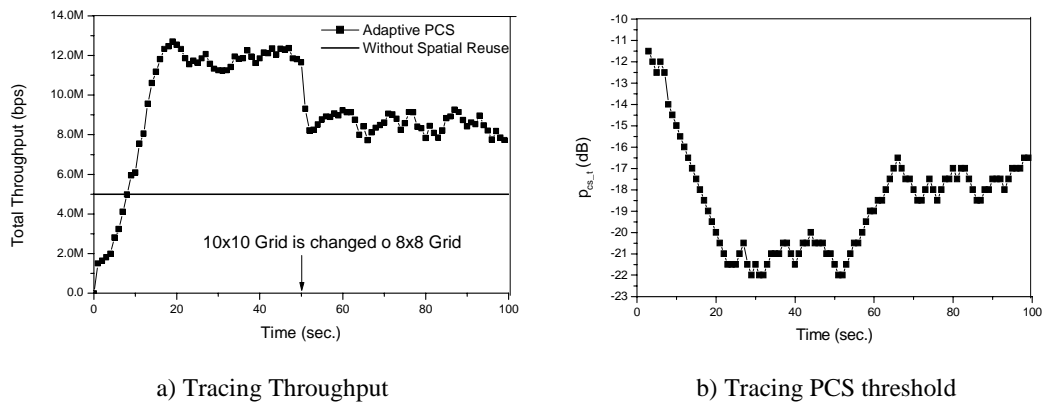 14.0M
12.0M
10.0M
8.0M
6.0M
4.0M
2.0M
0.0
Total Throughput (bps)
Adaptive PCS
Without Spatial Reuse
10x10 Grid is changed o 8x8 Grid
0 20 40 60 80 100
Time (sec.)
a) Tracing Throughput
-10
-11
-12
-13
-14
-15
-16
-17
-18
-19
-20
-21
-22
-23
p_cs_t (dB)
0 20 40 60 80 100
Time (sec.)
b) Tracing PCS threshold